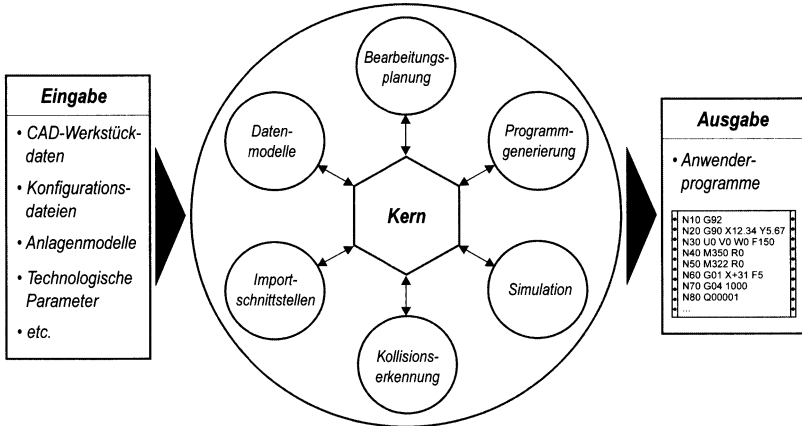 Eingabe
• CAD-Werkstück-
daten
• Konfigurations-
dateien
• Anlagenmodelle
• Technologische
Parameter
• etc.
Bearbeitungs-
planung
Daten-
modelle
Programm-
generierung
Kern
Import-
schnittstellen
Simulation
Kollisions-
erkennung
Ausgabe
• Anwender-
programme
N10 G92
N20 G90 X12.34 Y5.67
N30 U0 V0 W0 F150
N40 M350 R0
N50 M322 R0
N60 G01 X+31 F5
N70 G04 1000
N80 Q00001
...